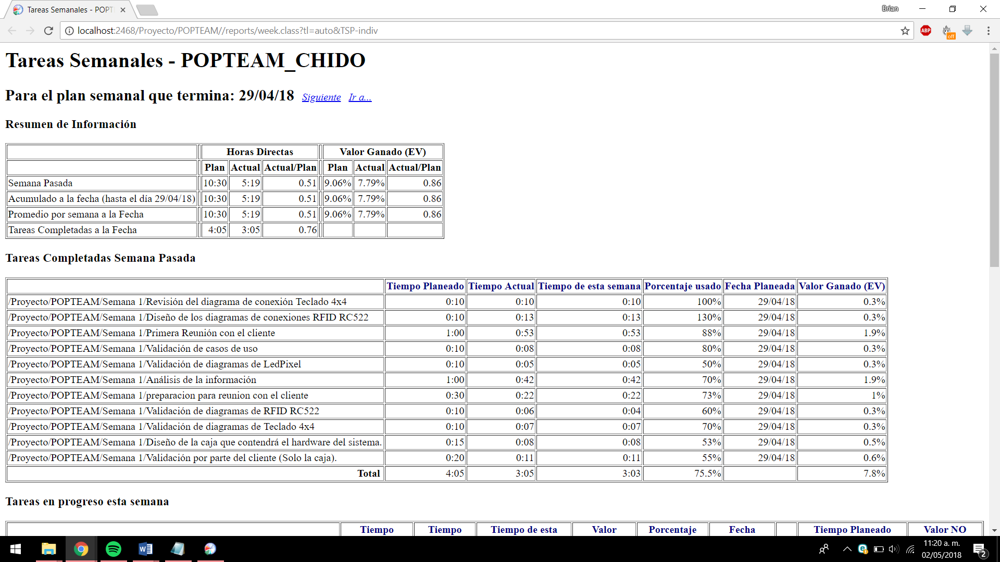 Tareas Semanales - POPT
Brian
localhost:2468/Proyecto/POPTEAM//reports/week.class?tl=auto&TSP-indiv
ABP
off
Tareas Semanales - POPTEAM_CHIDO
Para el plan semanal que termina: 29/04/18 Siguiente Ir a...
Resumen de Información
Horas Directas Valor Ganado (EV)
Plan Actual Actual/Plan Plan Actual Actual/Plan
Semana Pasada 10:30 5:19 0.51 9.06% 7.79% 0.86
Acumulado a la fecha (hasta el día 29/04/18) 10:30 5:19 0.51 9.06% 7.79% 0.86
Promedio por semana a la Fecha 10:30 5:19 0.51 9.06% 7.79% 0.86
Tareas Completadas a la Fecha 4:05 3:05 0.76
Tareas Completadas Semana Pasada
Tiempo Planeado Tiempo Actual Tiempo de esta semana Porcentaje usado Fecha Planeada Valor Ganado (EV)
/Proyecto/POPTEAM/Semana 1/Revisión del diagrama de conexión Teclado 4x4 0:10 0:10 0:10 100% 29/04/18 0.3%
/Proyecto/POPTEAM/Semana 1/Diseño de los diagramas de conexiones RFID RC522 0:10 0:13 0:13 130% 29/04/18 0.3%
/Proyecto/POPTEAM/Semana 1/Primera Reunión con el cliente 1:00 0:53 0:53 88% 29/04/18 1.9%
/Proyecto/POPTEAM/Semana 1/Validación de casos de uso 0:10 0:08 0:08 80% 29/04/18 0.3%
/Proyecto/POPTEAM/Semana 1/Validación de diagramas de LedPixel 0:10 0:05 0:05 50% 29/04/18 0.3%
/Proyecto/POPTEAM/Semana 1/Análisis de la información 1:00 0:42 0:42 70% 29/04/18 1.9%
/Proyecto/POPTEAM/Semana 1/preparacion para reunion con el cliente 0:30 0:22 0:22 73% 29/04/18 1%
/Proyecto/POPTEAM/Semana 1/Validación de diagramas de RFID RC522 0:10 0:06 0:04 60% 29/04/18 0.3%
/Proyecto/POPTEAM/Semana 1/Validación de diagramas de Teclado 4x4 0:10 0:07 0:07 70% 29/04/18 0.3%
/Proyecto/POPTEAM/Semana 1/Diseño de la caja que contendrá el hardware del sistema. 0:15 0:08 0:08 53% 29/04/18 0.5%
/Proyecto/POPTEAM/Semana 1/Validación por parte del cliente (Solo la caja). 0:20 0:11 0:11 55% 29/04/18 0.6%
Total 4:05 3:05 3:03 75.5% 7.8%
Tareas en progreso esta semana
Tiempo Tiempo Tiempo de esta Valor Porcentaje Fecha Tiempo Planeado Valor NO
11:20 a. m.
02/05/2018
2